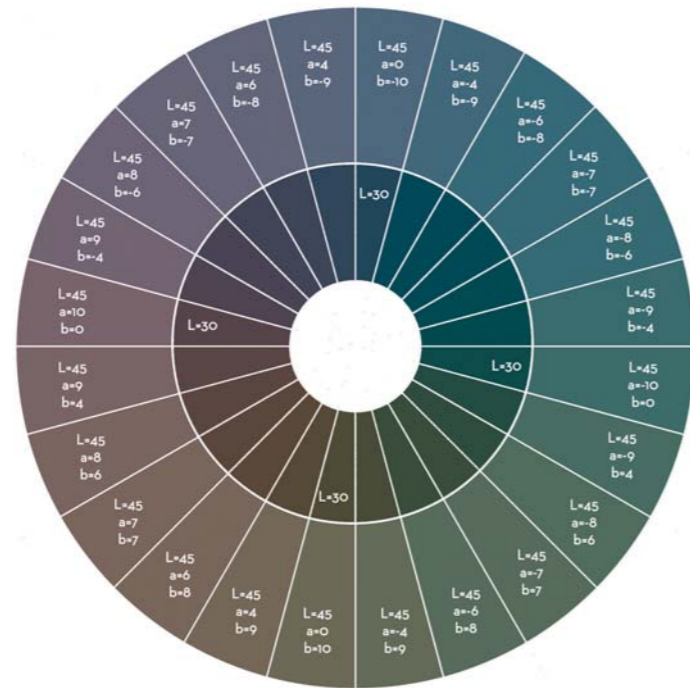 L=45
a=0
b=-10
L=45
a=-4
b=-9
L=45
a=-6
b=-8
L=45
a=-7
b=-7
L=45
a=-8
b=-6
L=45
a=-9
b=-4
L=45
a=-10
b=0
L=45
a=-9
b=4
L=45
a=-8
b=6
L=45
a=-7
b=7
L=45
a=-6
b=8
L=45
a=-4
b=9
L=45
a=0
b=10
L=45
a=4
b=9
L=45
a=6
b=8
L=45
a=7
b=7
L=45
a=8
b=6
L=45
a=9
b=4
L=45
a=10
b=0
L=45
a=9
b=-4
L=45
a=8
b=-6
L=45
a=7
b=-7
L=45
a=6
b=-8
L=45
a=4
b=-9
L=30
L=30
L=30
L=30